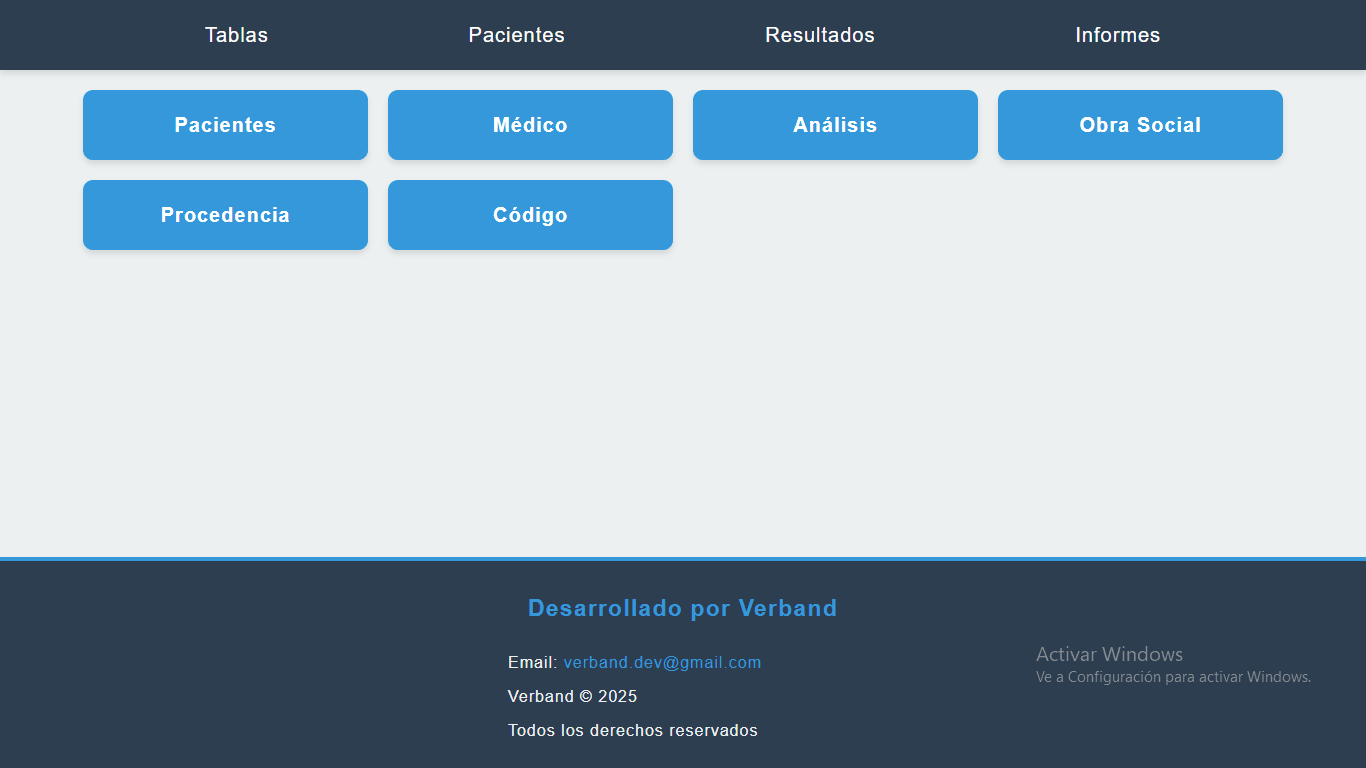 Tablas Pacientes Resultados Informes
Pacientes Médico Análisis Obra Social
Procedencia Código
Desarrollado por Verband
Email: verband.dev@gmail.com
Verband © 2025
Todos los derechos reservados
Activar Windows
Ve a Configuración para activar Windows.